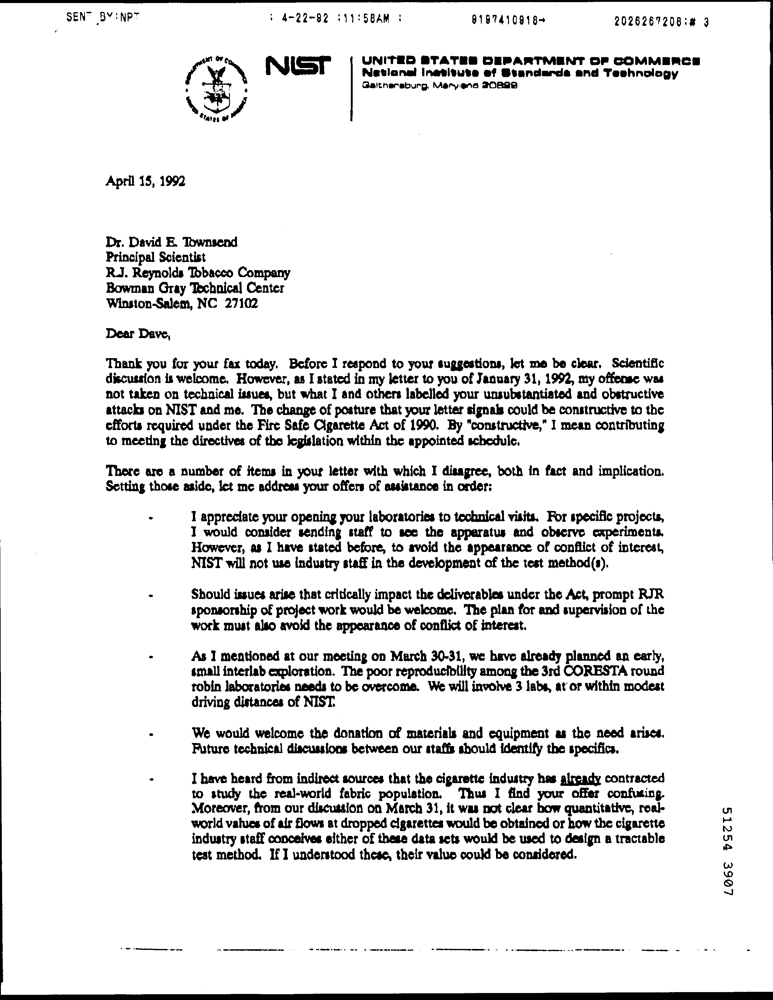 SENT BY:NPT : 4-22-92 :11:58AM : 9197410918→ 2026267208:# 3
DEPARTMENT OF COMMERCE
STATES OF AMERICA
NIST
UNITED STATES DEPARTMENT OF COMMERCE
National Institute of Standards and Technology
Gaithersburg, Maryland 20899
April 15, 1992
Dr. David E. Townsend
Principal Scientist
R.J. Reynolds Tobacco Company
Bowman Gray Technical Center
Winston-Salem, NC 27102
Dear Dave,
Thank you for your fax today. Before I respond to your suggestions, let me be clear. Scientific
discussion is welcome. However, as I stated in my letter to you of January 31, 1992, my offense was
not taken on technical issues, but what I and others labelled your unsubstantiated and obstructive
attacks on NIST and me. The change of posture that your letter signals could be constructive to the
efforts required under the Fire Safe Cigarette Act of 1990. By "constructive," I mean contributing
to meeting the directives of the legislation within the appointed schedule.
There are a number of items in your letter with which I disagree, both in fact and implication.
Setting those aside, let me address your offers of assistance in order:
- I appreciate your opening your laboratories to technical visits. For specific projects,
I would consider sending staff to see the apparatus and observe experiments.
However, as I have stated before, to avoid the appearance of conflict of interest,
NIST will not use industry staff in the development of the test method(s).
- Should issues arise that critically impact the deliverables under the Act, prompt RJR
sponsorship of project work would be welcome. The plan for and supervision of the
work must also avoid the appearance of conflict of interest.
- As I mentioned at our meeting on March 30-31, we have already planned an early,
small interlab exploration. The poor reproducibility among the 3rd CORESTA round
robin laboratories needs to be overcome. We will involve 3 labs, at or within modest
driving distances of NIST.
- We would welcome the donation of materials and equipment as the need arises.
Future technical discussions between our staffs should identify the specifics.
- I have heard from indirect sources that the cigarette industry has already contracted
to study the real-world fabric population. Thus I find your offer confusing.
Moreover, from our discussion on March 31, it was not clear how quantitative, real-
world values of air flows at dropped cigarettes would be obtained or how the cigarette
industry staff conceives either of these data sets would be used to design a tractable
test method. If I understood these, their value could be considered.
51254 3907